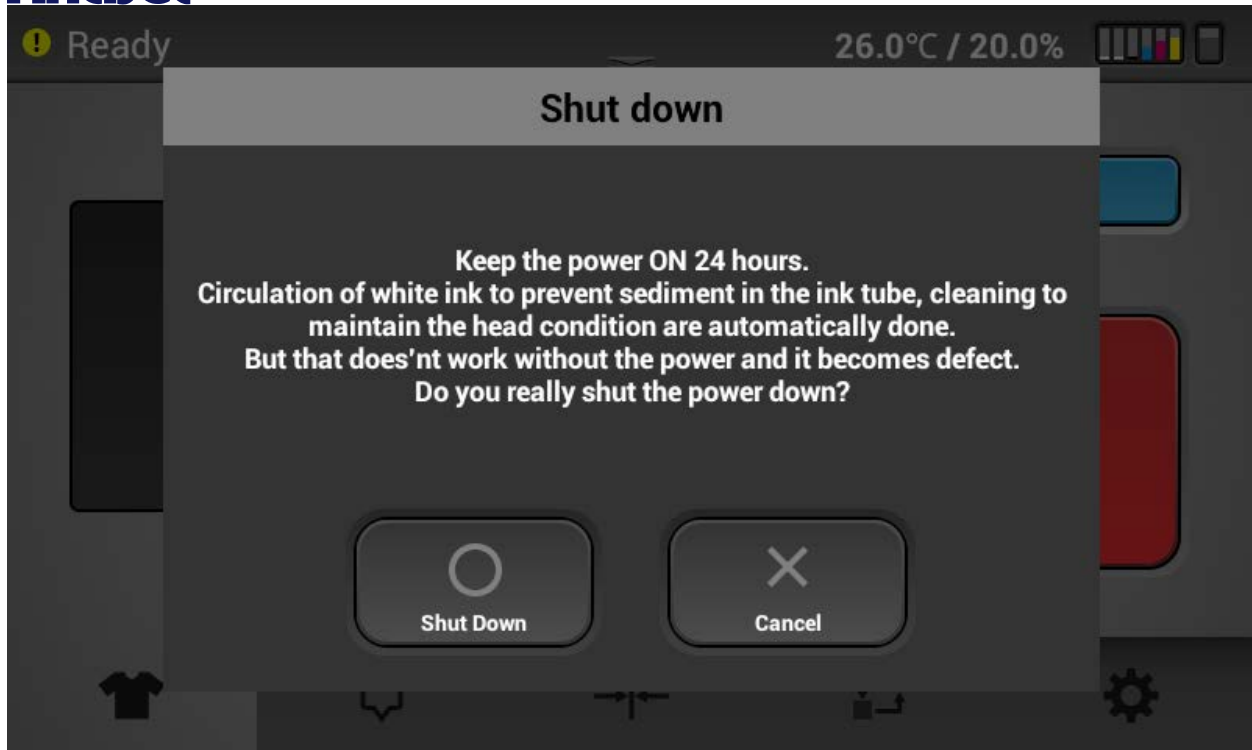 Ready
26.0°C / 20.0%
Shut down
Keep the power ON 24 hours.
Circulation of white ink to prevent sediment in the ink tube, cleaning to
maintain the head condition are automatically done.
But that does'nt work without the power and it becomes defect.
Do you really shut the power down?
Shut Down
Cancel